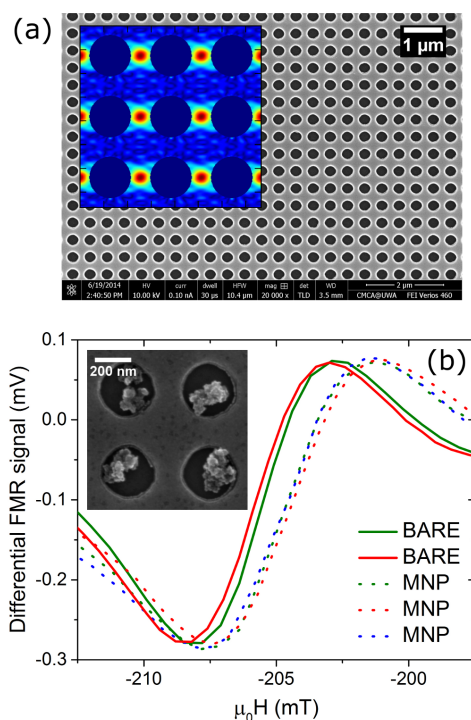 (a)
1 µm
6/19/2014 HV curr dwell HFW mag det WD
2:40:50 PM 10.00 kV 0.10 nA 30 µs 10.4 µm 20 000 x TLD 3.5 mm CMCA@UWA FEI Verios 460
2 µm
(b)
200 nm
0.1
0.0
-0.1
-0.2
-0.3
Differential FMR signal (mV)
BARE
BARE
MNP
MNP
MNP
-210 -205 -200
µ0H (mT)